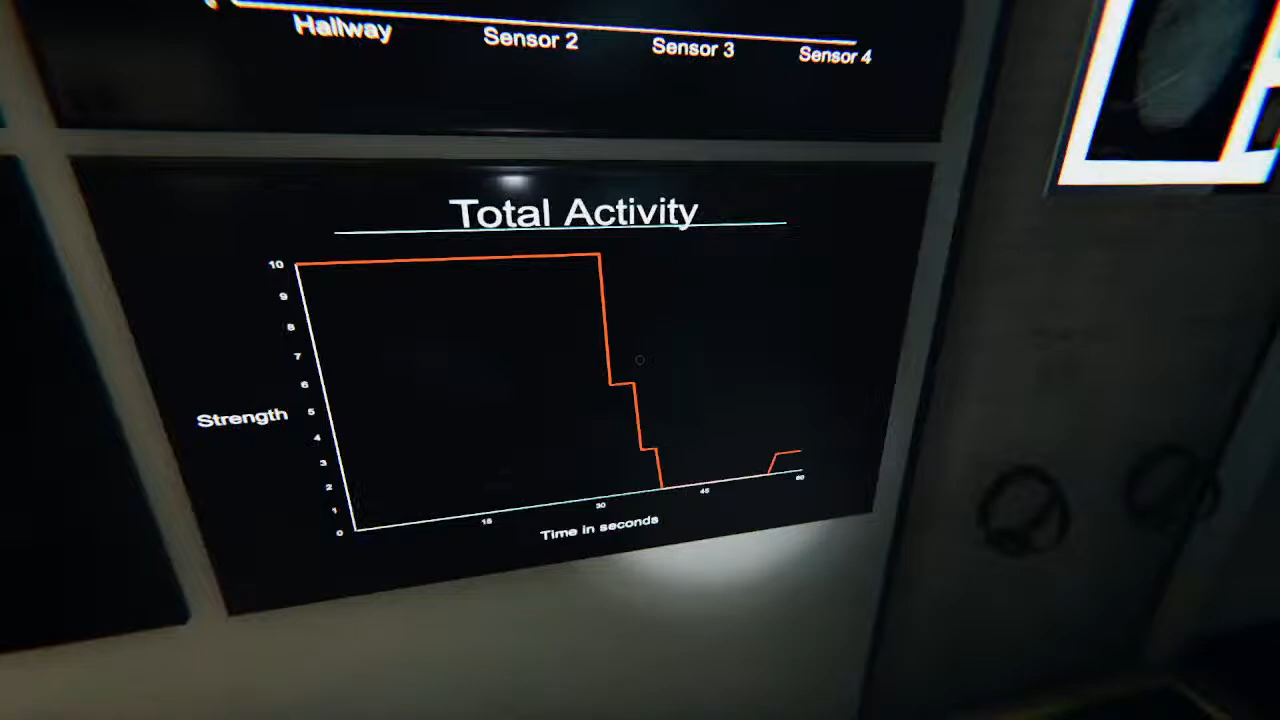 Hallway Sensor 2 Sensor 3 Sensor 4
Total Activity
10
9
8
7
6
Strength 5
4
3
2
1
0
15 30 45 60
Time in seconds